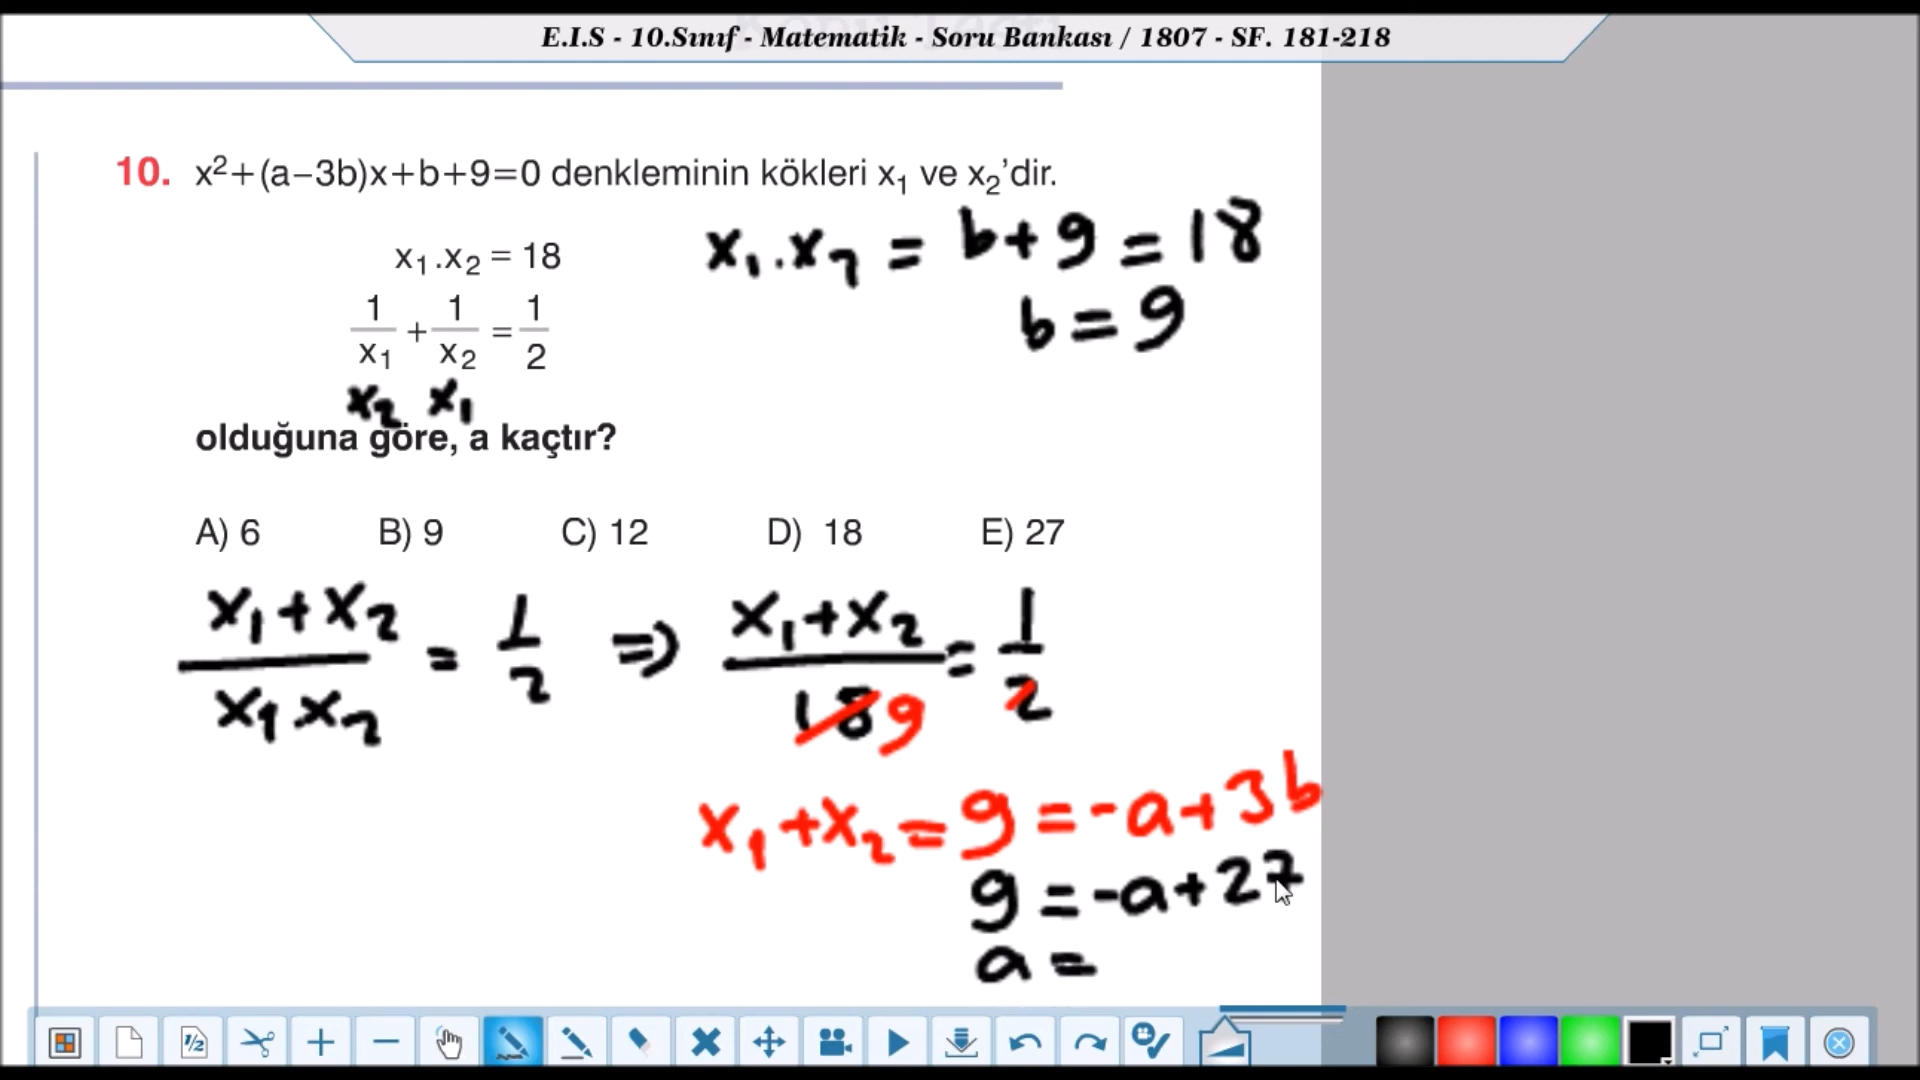 E.I.S - 10.Sınıf - Matematik - Soru Bankası / 1807 - SF. 181-218
10. x²+(a−3b)x+b+9=0 denkleminin kökleri x₁ ve x₂'dir.
x₁.x₂ = 18
x₁.x₂ = b+9 = 18
b = 9
1/x₁ + 1/x₂ = 1/2
x₂ x₁
olduğuna göre, a kaçtır?
A) 6 B) 9 C) 12 D) 18 E) 27
x₁+x₂/x₁x₂ = 1/2 ⇒ x₁+x₂/18 = 1/2
9
x₁+x₂ = 9 = -a+3b
9 = -a+27
a =
1/2